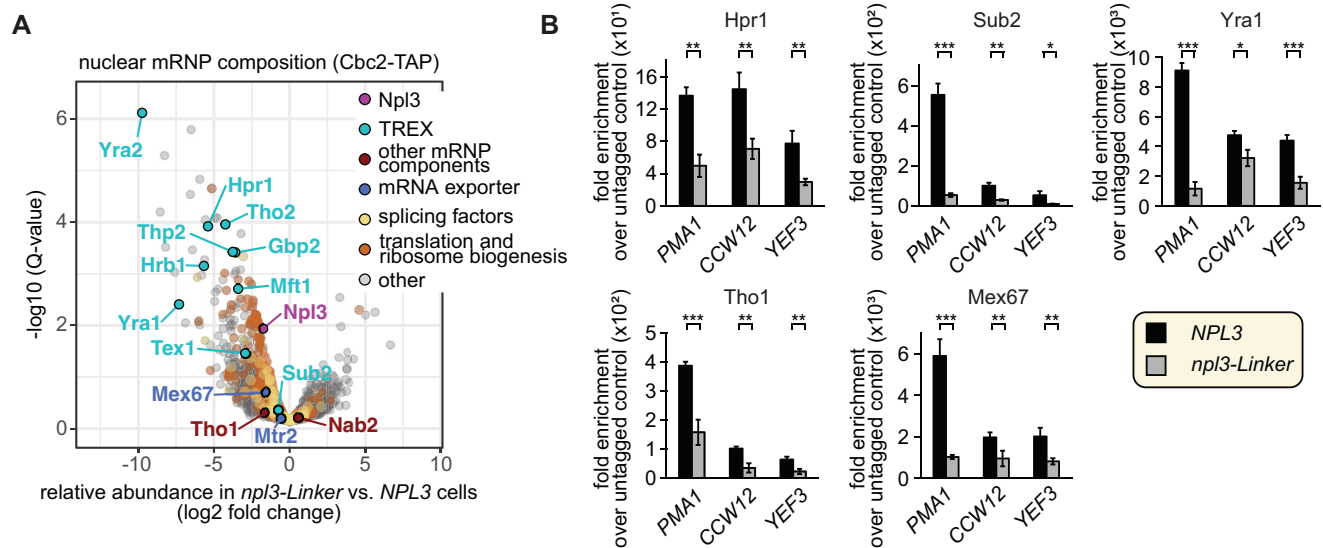 A
nuclear mRNP composition (Cbc2-TAP)
-log10 (Q-value)
6
4
2
0
-10
-5
0
5
10
relative abundance in npl3-Linker vs. NPL3 cells
(log2 fold change)
Yra2
Hpr1
Tho2
Thp2
Gbp2
Hrb1
Mft1
Yra1
Npl3
Tex1
Sub2
Mex67
Tho1
Mtr2
Nab2
Npl3
TREX
other mRNP
components
mRNA exporter
splicing factors
translation and
ribosome biogenesis
other
B
Hpr1
fold enrichment
over untagged control (x10¹)
16
12
8
4
0
** ** **
PMA1 CCW12 YEF3
Sub2
fold enrichment
over untagged control (x10²)
6
4
2
0
*** ** *
PMA1 CCW12 YEF3
Yra1
fold enrichment
over untagged control (x10³)
10
8
6
4
2
0
*** * ***
PMA1 CCW12 YEF3
Tho1
fold enrichment
over untagged control (x10²)
5
4
3
2
1
0
*** ** **
PMA1 CCW12 YEF3
Mex67
fold enrichment
over untagged control (x10³)
6
4
2
0
*** ** **
PMA1 CCW12 YEF3
NPL3
npl3-Linker